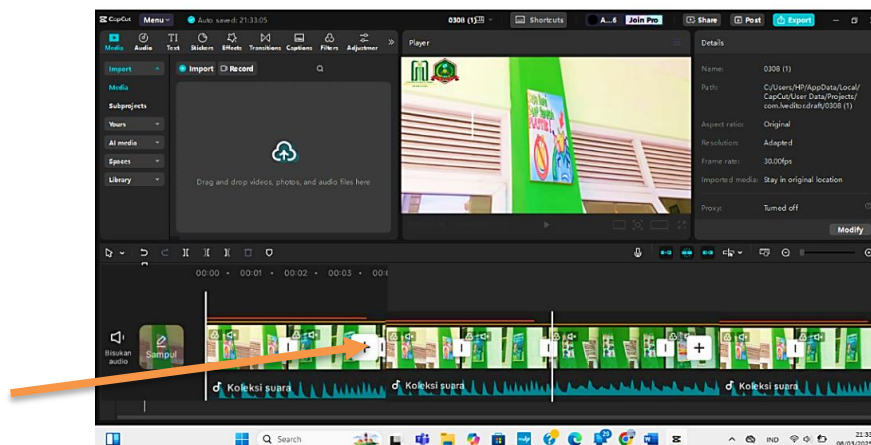 CapCut Menu Auto saved: 21:33:05 0308 (1) Shortcuts A...6 Join Pro Share Post Export
Media Audio Text Stickers Effects Transitions Captions Filters Adjustmer
Import
Media
Subprojects
Yours
AI media
Spaces
Library
Import Record
Drag and drop videos, photos, and audio files here
Player
Details
Name: 0308 (1)
Path: C:/Users/HP/AppData/Local/
CapCut/User Data/Projects/
com.lveditor.draft/0308 (1)
Aspect ratio: Original
Resolution: Adapted
Frame rate: 30.00fps
Imported media: Stay in original location
Proxy: Turned off
Modify
00:00 00:01 00:02 00:03
Bisukan
audio
Sampul
Koleksi suara Koleksi suara Koleksi suara
Search IND 21:33
08/03/2025